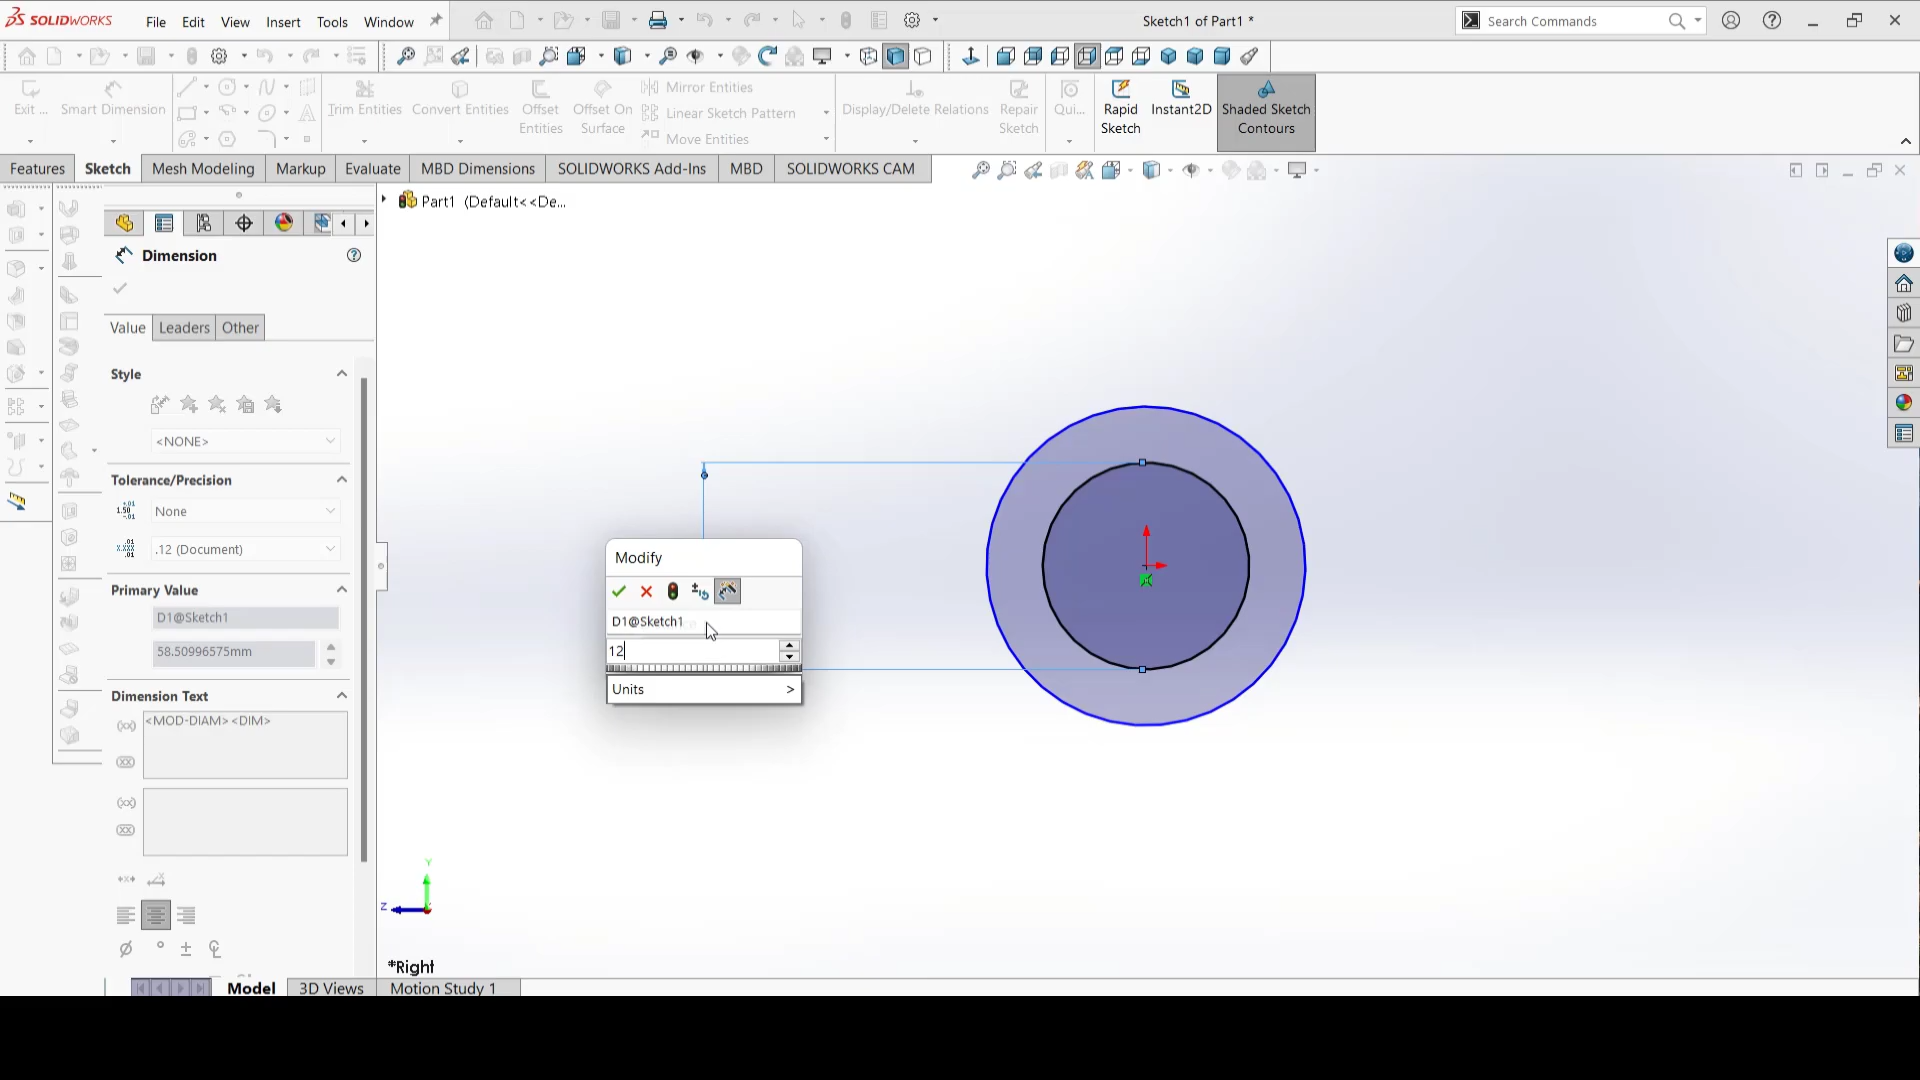 SOLIDWORKS
File Edit View Insert Tools Window
Sketch1 of Part1 *
Search Commands
Exit ... Smart Dimension Trim Entities Convert Entities Offset Entities Offset On Surface
Mirror Entities
Linear Sketch Pattern
Move Entities
Display/Delete Relations Repair Sketch Qui... Rapid Sketch Instant2D Shaded Sketch Contours
Features Sketch Mesh Modeling Markup Evaluate MBD Dimensions SOLIDWORKS Add-Ins MBD SOLIDWORKS CAM
Part1 (Default<<De...
Dimension
Value Leaders Other
Style
<NONE>
Tolerance/Precision
None
.12 (Document)
Primary Value
D1@Sketch1
58.50996575mm
Dimension Text
<MOD-DIAM><DIM>
Modify
D1@Sketch1
12
Units >
Y
Z
*Right
Model 3D Views Motion Study 1